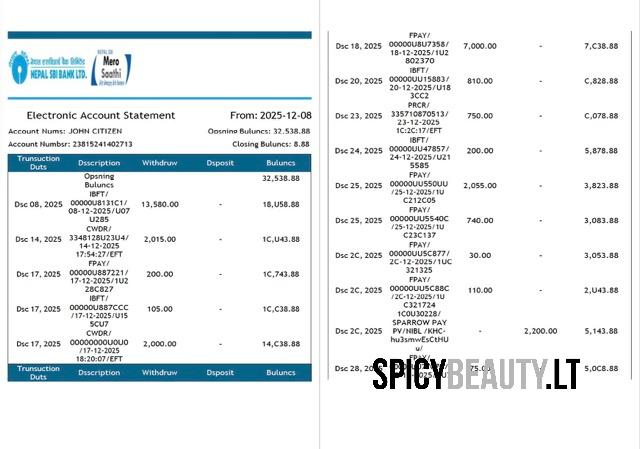 नेपाल एसबिआई बैंक लिमिटेड
NEPAL SBI BANK LTD.
NEPAL SBI
Mero
Saathi
Electronic Account Statement
From: 2025-12-08
Account Nums: JOHN CITIZEN
Oqsning Buluncs: 32.538.88
Account Numbsr: 23815241402713
Closing Buluncs: 8.88
Trunsuction Duts Dsscription Withdruw Dsposit Buluncs
Opsning
Buluncs
32,538.88
IBFT/
Dsc 08, 2025 00000U8131C1/ 13,580.00 - 18,U58.88
08-12-2025/U07
U285
CWDR/
Dsc 14, 2025 3348128U23U4/ 2,015.00 - 1C,U43.88
14-12-2025
17:54:27/EFT
FPAY/
Dsc 17, 2025 00000U887221/ 200.00 - 1C,743.88
17-12-2025/1U2
28C827
IBFT/
Dsc 17, 2025 00000U887CCC 105.00 - 1C,C38.88
/17-12-2025/U15
5CU7
CWDR/
Dsc 17, 2025 00000000U0U0 2,000.00 - 14,C38.88
/17-12-2025
18:20:07/EFT
Trunsuction Duts Dsscription Withdruw Dsposit Buluncs
FPAY/
Dsc 18, 2025 00000U8U7358/ 7,000.00 - 7,C38.88
18-12-2025/1U2
802370
IBFT/
Dsc 20, 2025 00000UU15883/ 810.00 - C,828.88
20-12-2025/U18
3CC2
PRCR/
Dsc 23, 2025 335710870513/ 750.00 - C,078.88
23-12-2025
1C:2C:17/EFT
IBFT/
Dsc 24, 2025 00000UU47857/ 200.00 - 5,878.88
24-12-2025/U21
5585
FPAY/
Dsc 25, 2025 00000UU550UU 2,055.00 - 3,823.88
/25-12-2025/1U
C212C05
FPAY/
Dsc 25, 2025 00000UU5540C 740.00 - 3,083.88
/25-12-2025/1U
C23C137
FPAY/
Dsc 2C, 2025 00000UU5C877/ 30.00 - 3,053.88
2C-12-2025/1UC
321325
FPAY/
Dsc 2C, 2025 00000UU5C88C 110.00 - 2,U43.88
/2C-12-2025/1U
C321724
1C0U30228/
SPARROW PAY
Dsc 2C, 2025 PV/NIBL /KHC- - 2,200.00 5,143.88
hu3smwEsCtHU
u/
FPAY/
Dsc 28, 75.00 - 5,0C8.88
SPICYBEAUTY.LT